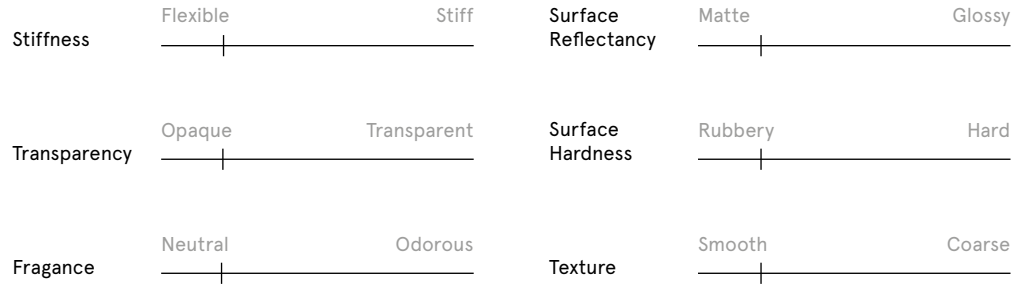 Flexible Stiff
Stiffness
Surface
Reflectancy
Matte Glossy
Opaque Transparent
Transparency
Surface
Hardness
Rubbery Hard
Neutral Odorous
Fragance
Smooth Coarse
Texture